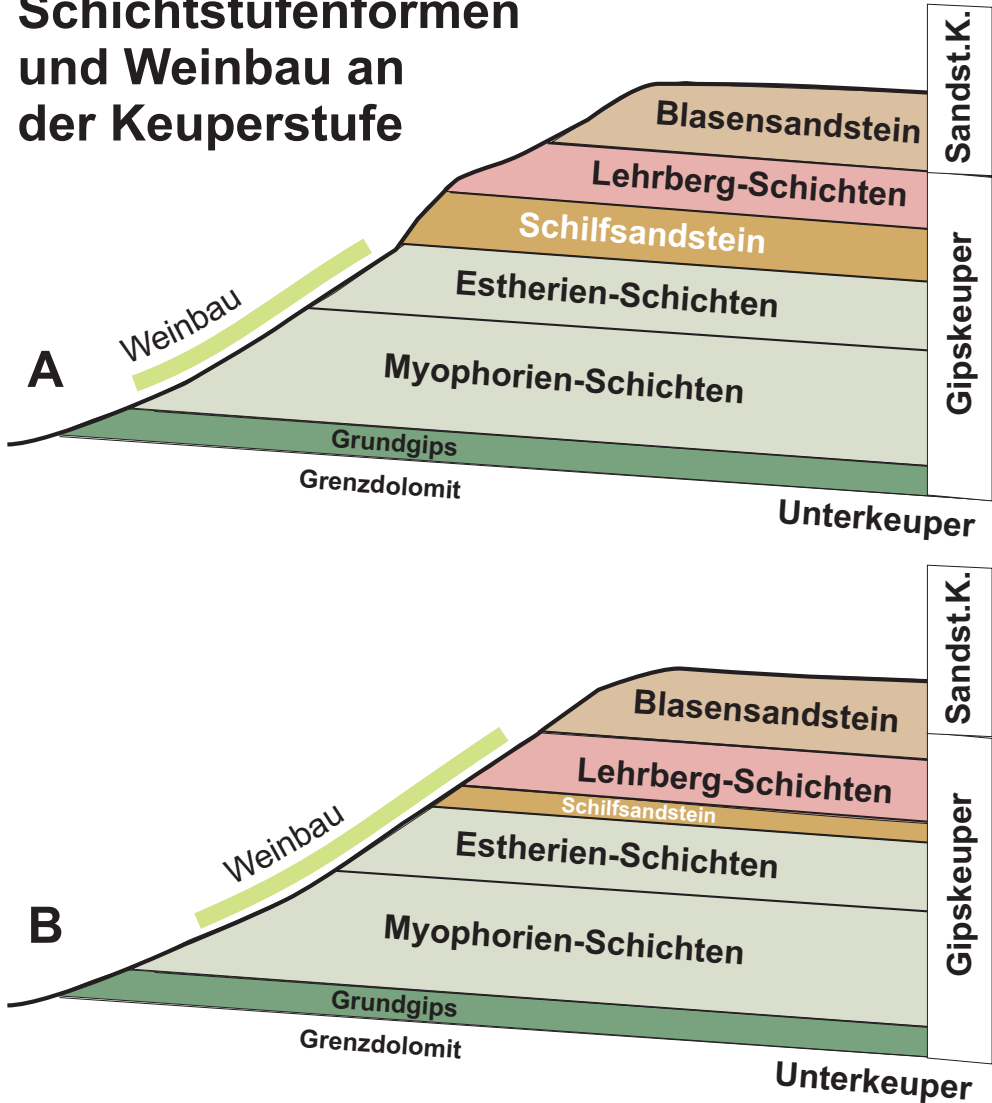 Schichtstufenformen
und Weinbau an
der Keuperstufe
Sandst.K.
Blasensandstein
Lehrberg-Schichten
Schilfsandstein
Gipskeuper
Estherien-Schichten
Weinbau
A
Myophorien-Schichten
Grundgips
Grenzdolomit
Unterkeuper
Sandst.K.
Blasensandstein
Lehrberg-Schichten
Schilfsandstein
Gipskeuper
Estherien-Schichten
Weinbau
B
Myophorien-Schichten
Grundgips
Grenzdolomit
Unterkeuper